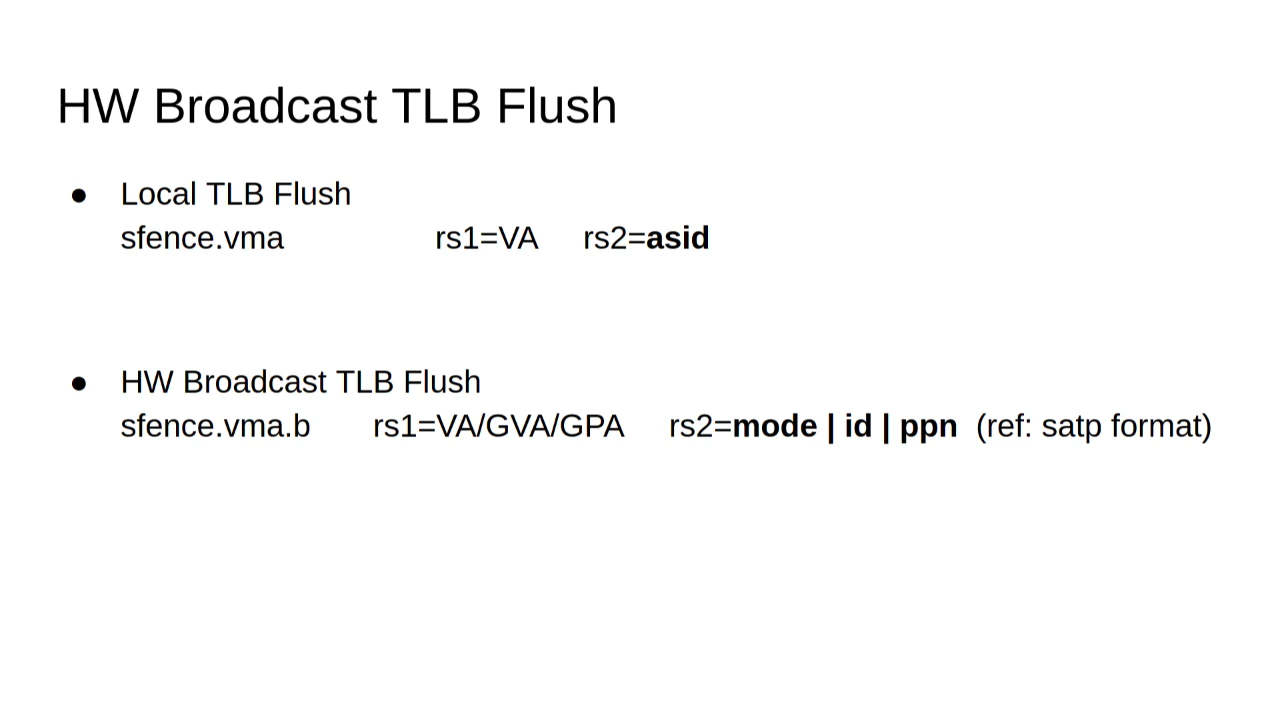 HW Broadcast TLB Flush
● Local TLB Flush
sfence.vma rs1=VA rs2=asid
● HW Broadcast TLB Flush
sfence.vma.b rs1=VA/GVA/GPA rs2=mode | id | ppn (ref: satp format)